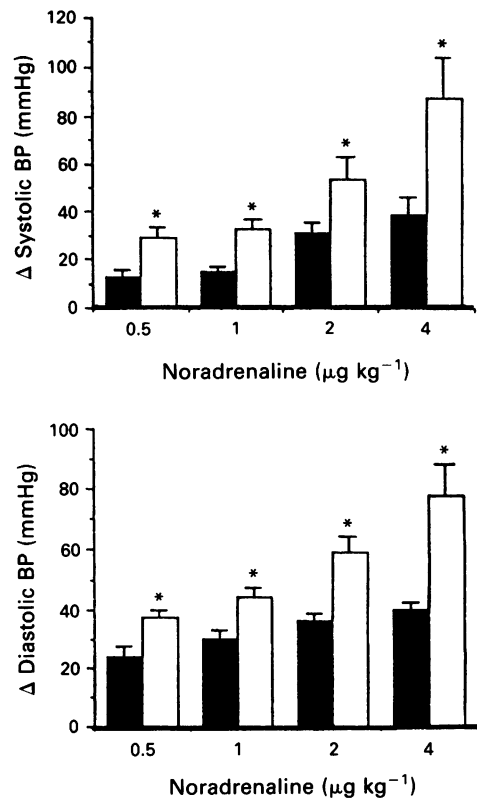 120
100
80
60
40
20
0
Δ Systolic BP (mmHg)
* * * *
0.5 1 2 4
Noradrenaline (μg kg⁻¹)
100
80
60
40
20
0
Δ Diastolic BP (mmHg)
* * * *
0.5 1 2 4
Noradrenaline (μg kg⁻¹)